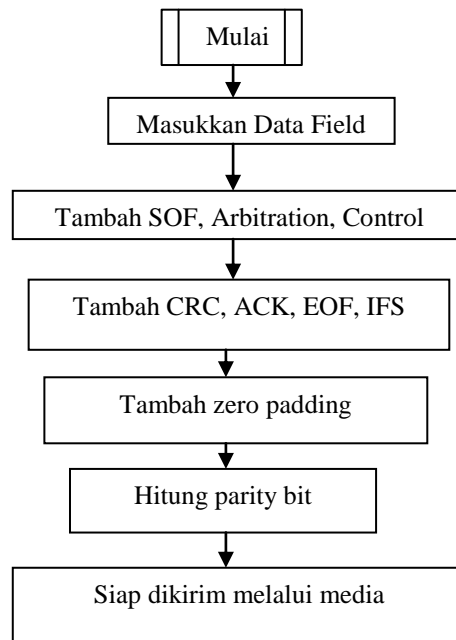 Mulai
Masukkan Data Field
Tambah SOF, Arbitration, Control
Tambah CRC, ACK, EOF, IFS
Tambah zero padding
Hitung parity bit
Siap dikirim melalui media